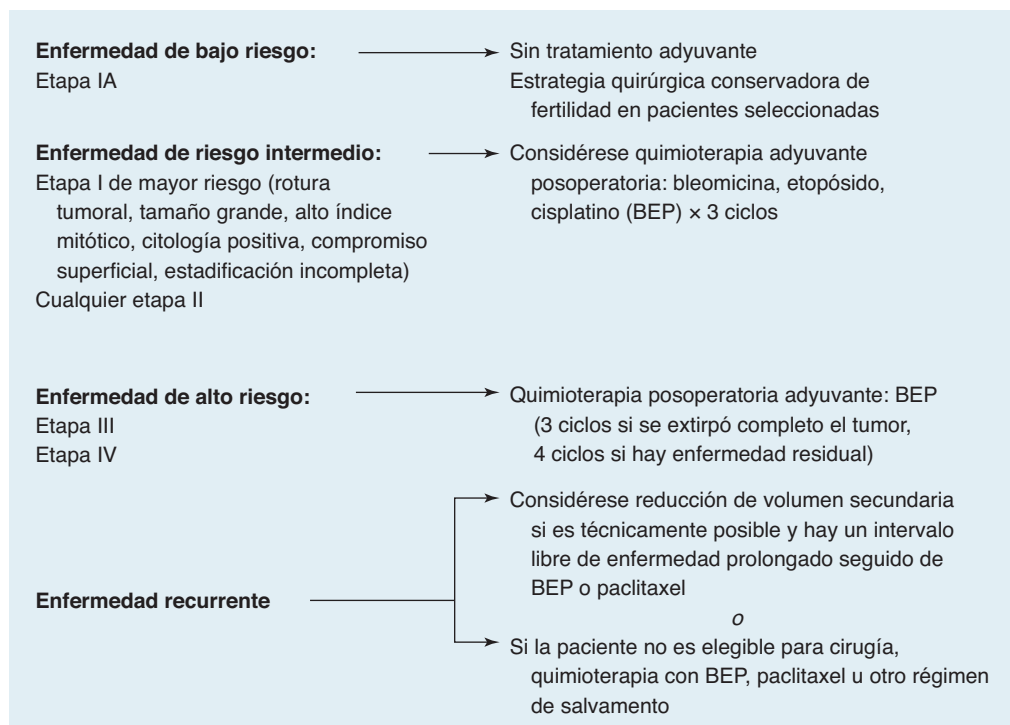 Enfermedad de bajo riesgo:
Etapa IA
Sin tratamiento adyuvante
Estrategia quirúrgica conservadora de
fertilidad en pacientes seleccionadas
Enfermedad de riesgo intermedio:
Etapa I de mayor riesgo (rotura
tumoral, tamaño grande, alto índice
mitótico, citología positiva, compromiso
superficial, estadificación incompleta)
Cualquier etapa II
Considérese quimioterapia adyuvante
posoperatoria: bleomicina, etopósido,
cisplatino (BEP) × 3 ciclos
Enfermedad de alto riesgo:
Etapa III
Etapa IV
Quimioterapia posoperatoria adyuvante: BEP
(3 ciclos si se extirpó completo el tumor,
4 ciclos si hay enfermedad residual)
Enfermedad recurrente
Considérese reducción de volumen secundaria
si es técnicamente posible y hay un intervalo
libre de enfermedad prolongado seguido de
BEP o paclitaxel
o
Si la paciente no es elegible para cirugía,
quimioterapia con BEP, paclitaxel u otro régimen
de salvamento